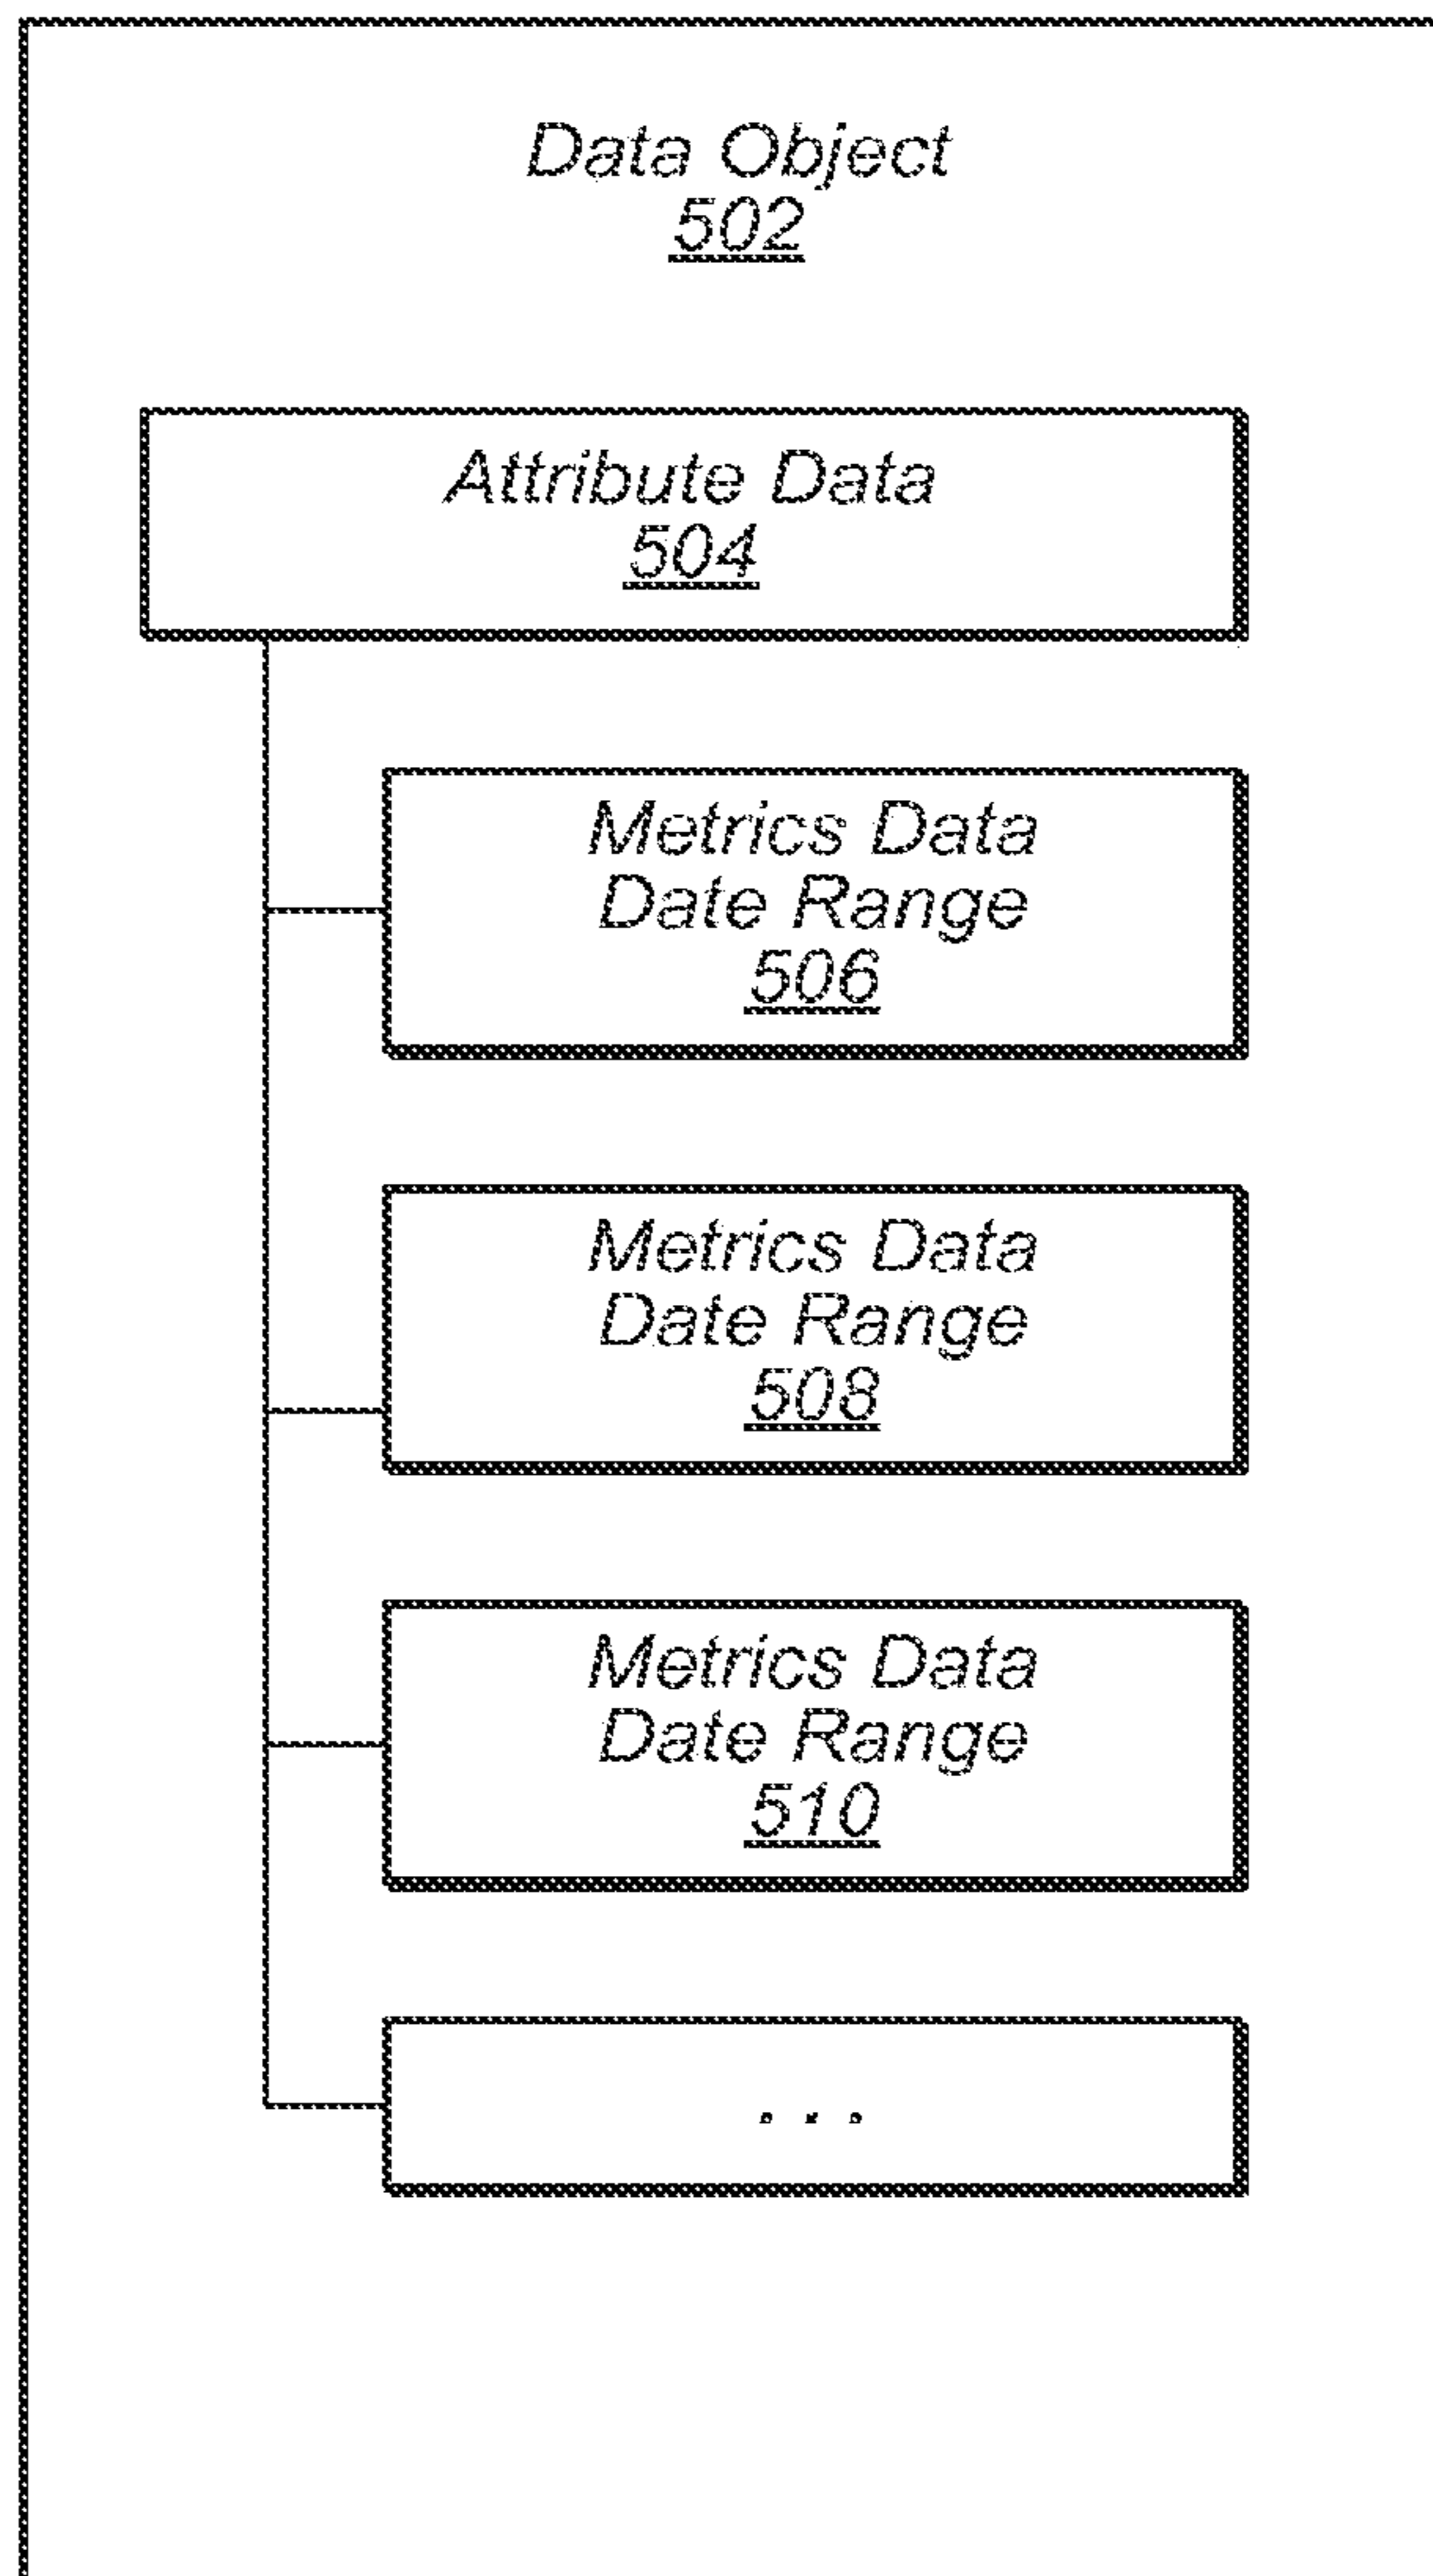 Data Object
502
Attribute Data
504
Metrics Data
Date Range
506
Metrics Data
Date Range
508
Metrics Data
Date Range
510
. . .